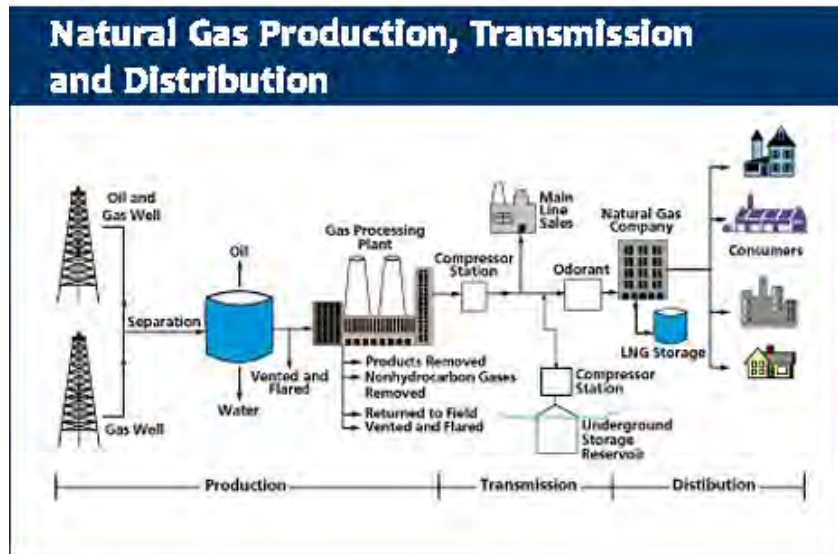 Natural Gas Production, Transmission
and Distribution
Oil and
Gas Well
Gas Well
Separation
Oil
Water
Vented and
Flared
Gas Processing
Plant
Products Removed
Nonhydrocarbon Gases
Removed
Returned to Field
Vented and Flared
Compressor
Station
Main
Line
Sales
Odorant
Compressor
Station
Underground
Storage
Reservoir
Natural Gas
Company
LNG Storage
Consumers
Production
Transmission
Distibution